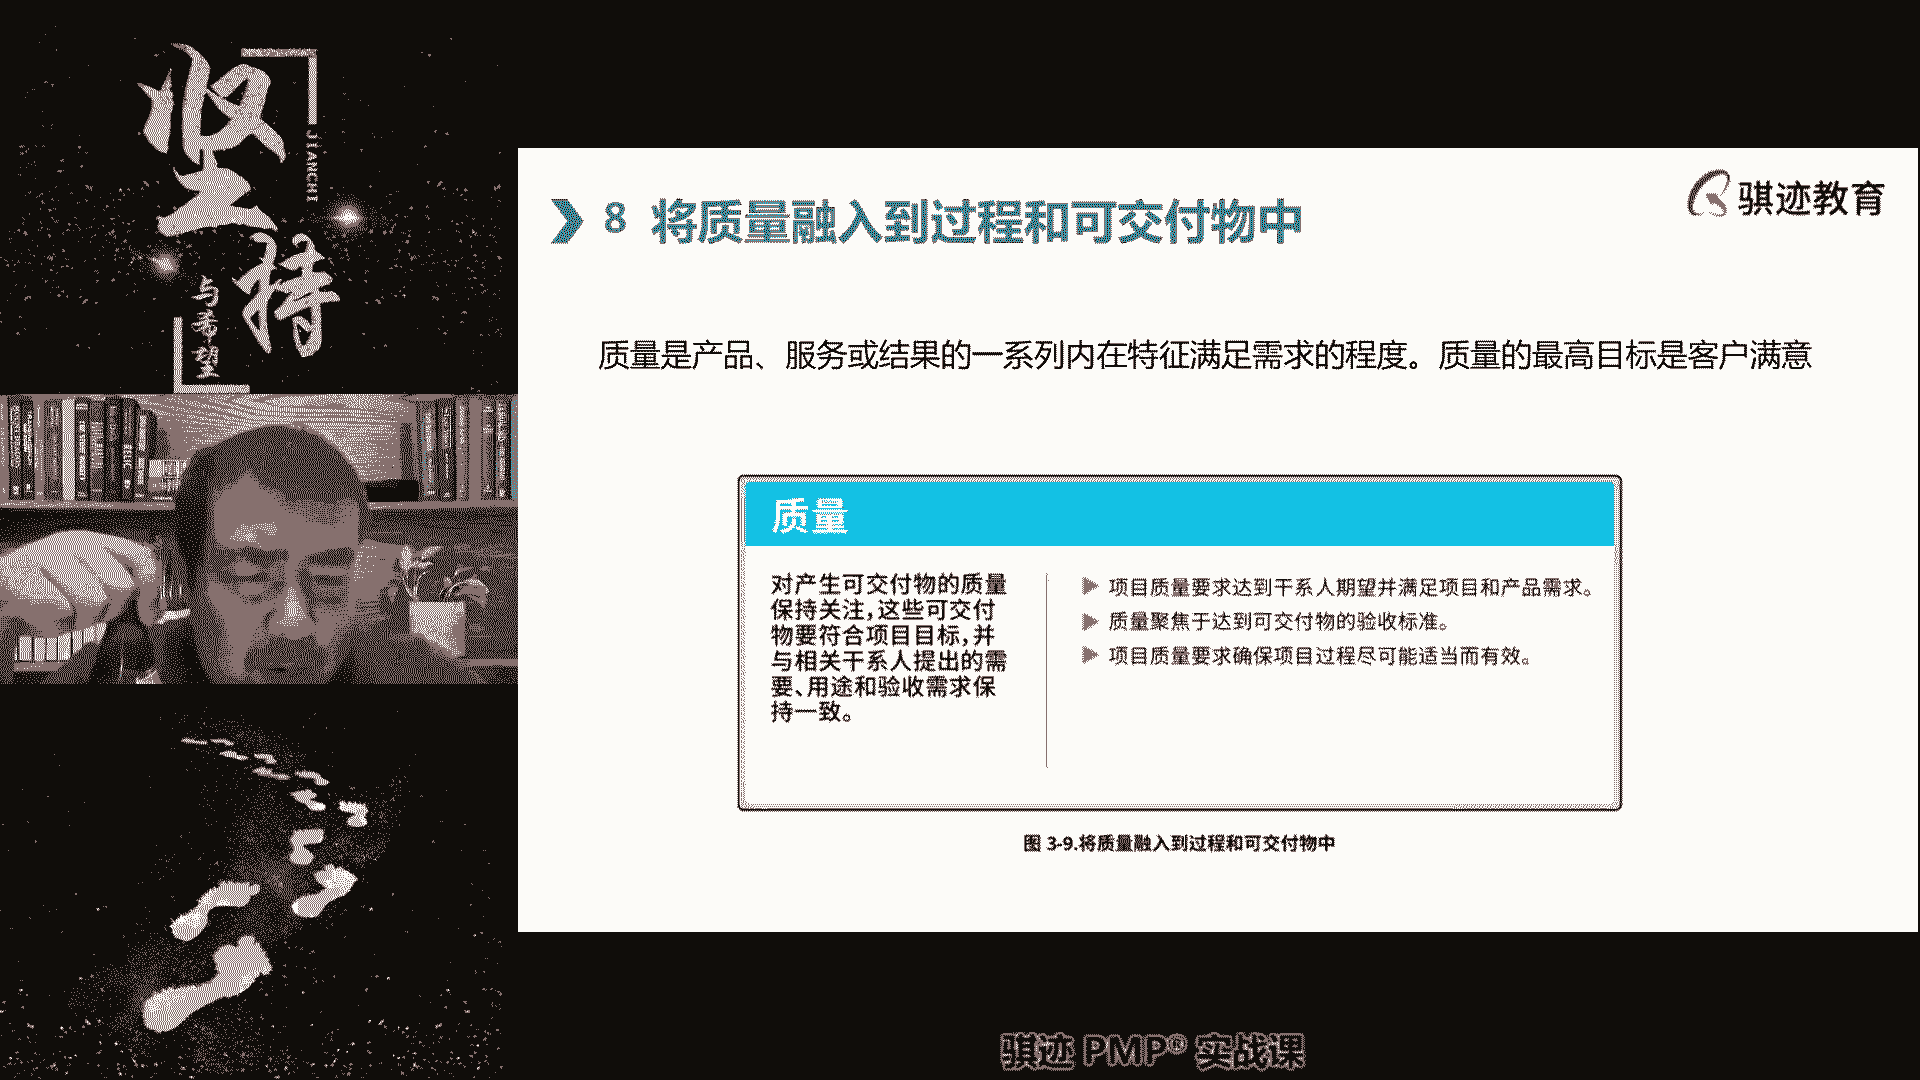 坚持
JIANCHI
与希望
骐迹教育
8 将质量融入到过程和可交付物中
质量是产品、服务或结果的一系列内在特征满足需求的程度。质量的最高目标是客户满意
质量
对产生可交付物的质量
保持关注，这些可交付
物要符合项目目标，并
与相关干系人提出的需
要、用途和验收需求保
持一致。
项目质量要求达到干系人期望并满足项目和产品需求。
质量聚焦于达到可交付物的验收标准。
项目质量要求确保项目过程尽可能适当而有效。
图 3-9.将质量融入到过程和可交付物中
骐迹 PMP® 实战课